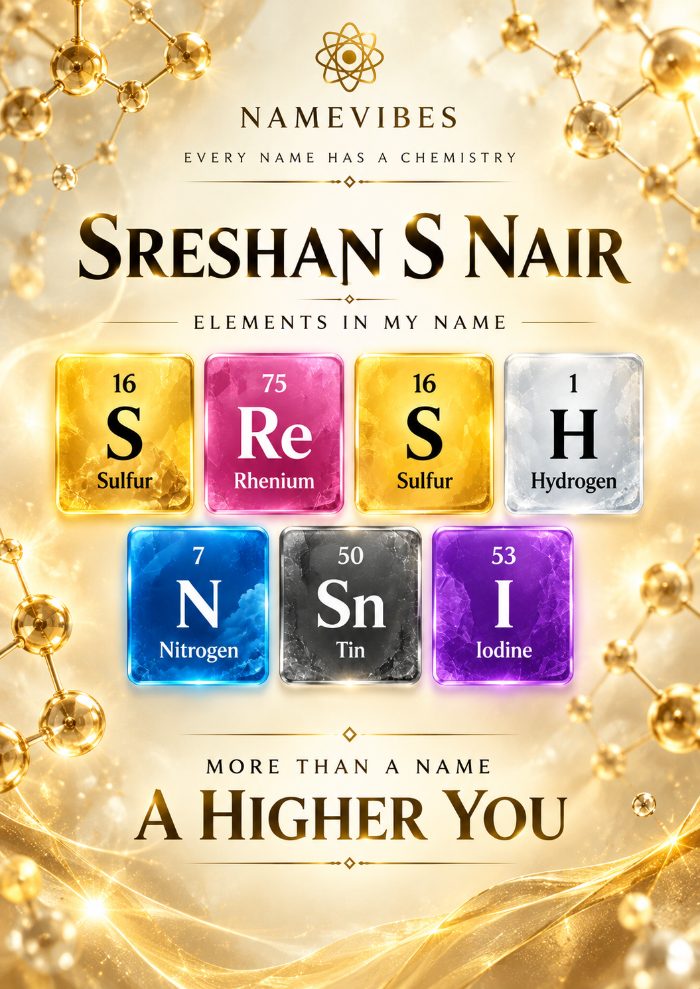 NAMEVIBES
EVERY NAME HAS A CHEMISTRY
SRESHAN S NAIR
ELEMENTS IN MY NAME
16 75 16 1
S Re S H
Sulfur Rhenium Sulfur Hydrogen
7 50 53
N Sn I
Nitrogen Tin Iodine
MORE THAN A NAME
A HIGHER YOU